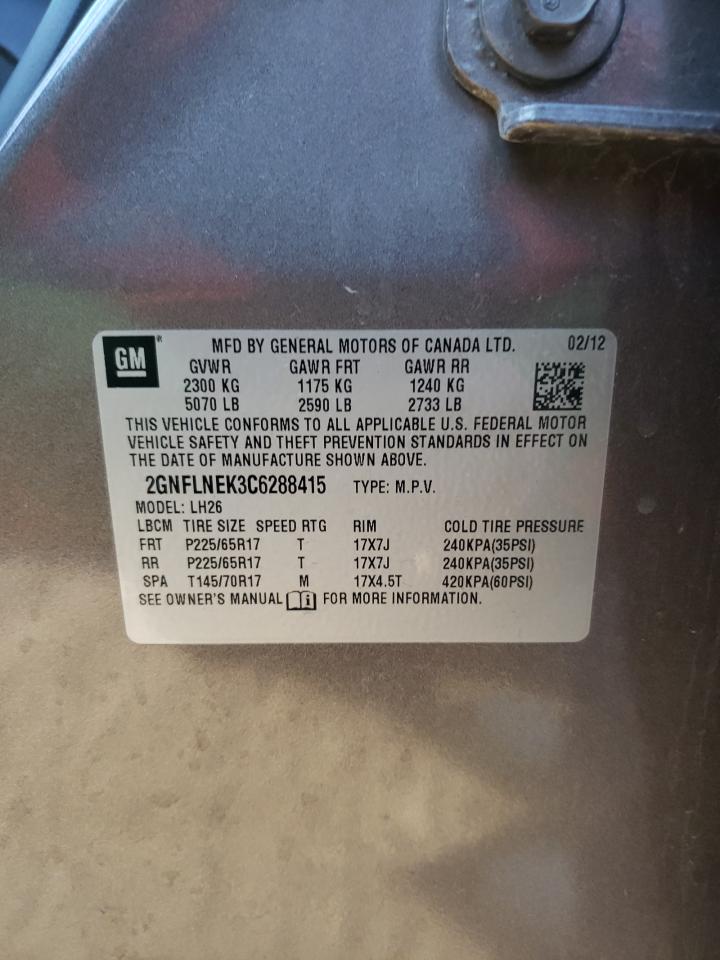 GM ®
MFD BY GENERAL MOTORS OF CANADA LTD. 02/12
GVWR GAWR FRT GAWR RR
2300 KG 1175 KG 1240 KG
5070 LB 2590 LB 2733 LB
THIS VEHICLE CONFORMS TO ALL APPLICABLE U.S. FEDERAL MOTOR
VEHICLE SAFETY AND THEFT PREVENTION STANDARDS IN EFFECT ON
THE DATE OF MANUFACTURE SHOWN ABOVE.
2GNFLNEK3C6288415 TYPE: M.P.V.
MODEL: LH26
LBCM TIRE SIZE SPEED RTG RIM COLD TIRE PRESSURE
FRT P225/65R17 T 17X7J 240KPA(35PSI)
RR P225/65R17 T 17X7J 240KPA(35PSI)
SPA T145/70R17 M 17X4.5T 420KPA(60PSI)
SEE OWNER'S MANUAL i FOR MORE INFORMATION.